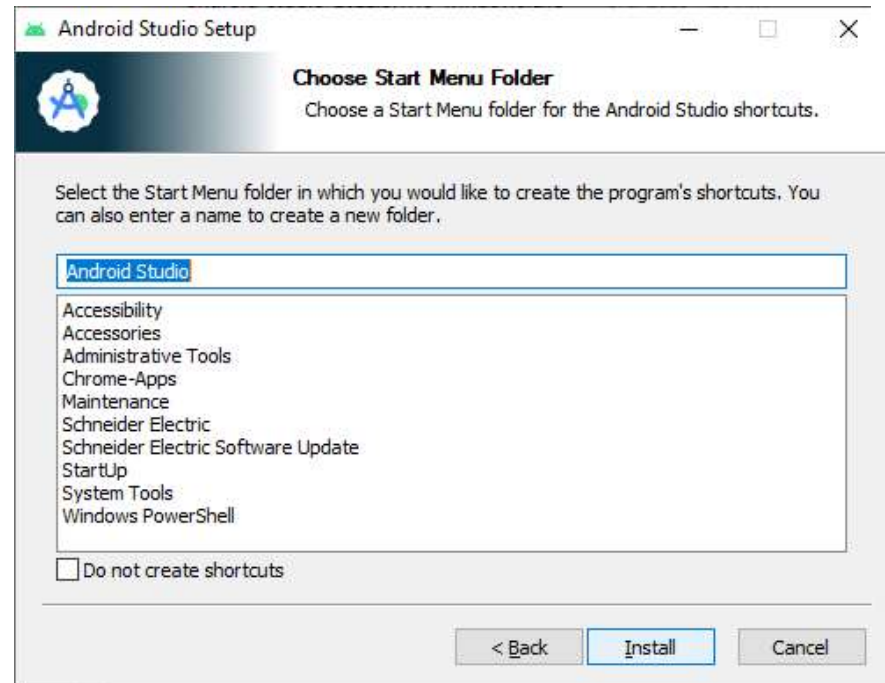 Android Studio Setup
Choose Start Menu Folder
Choose a Start Menu folder for the Android Studio shortcuts.
Select the Start Menu folder in which you would like to create the program's shortcuts. You
can also enter a name to create a new folder.
Android Studio
Accessibility
Accessories
Administrative Tools
Chrome-Apps
Maintenance
Schneider Electric
Schneider Electric Software Update
StartUp
System Tools
Windows PowerShell
Do not create shortcuts
< Back
Install
Cancel